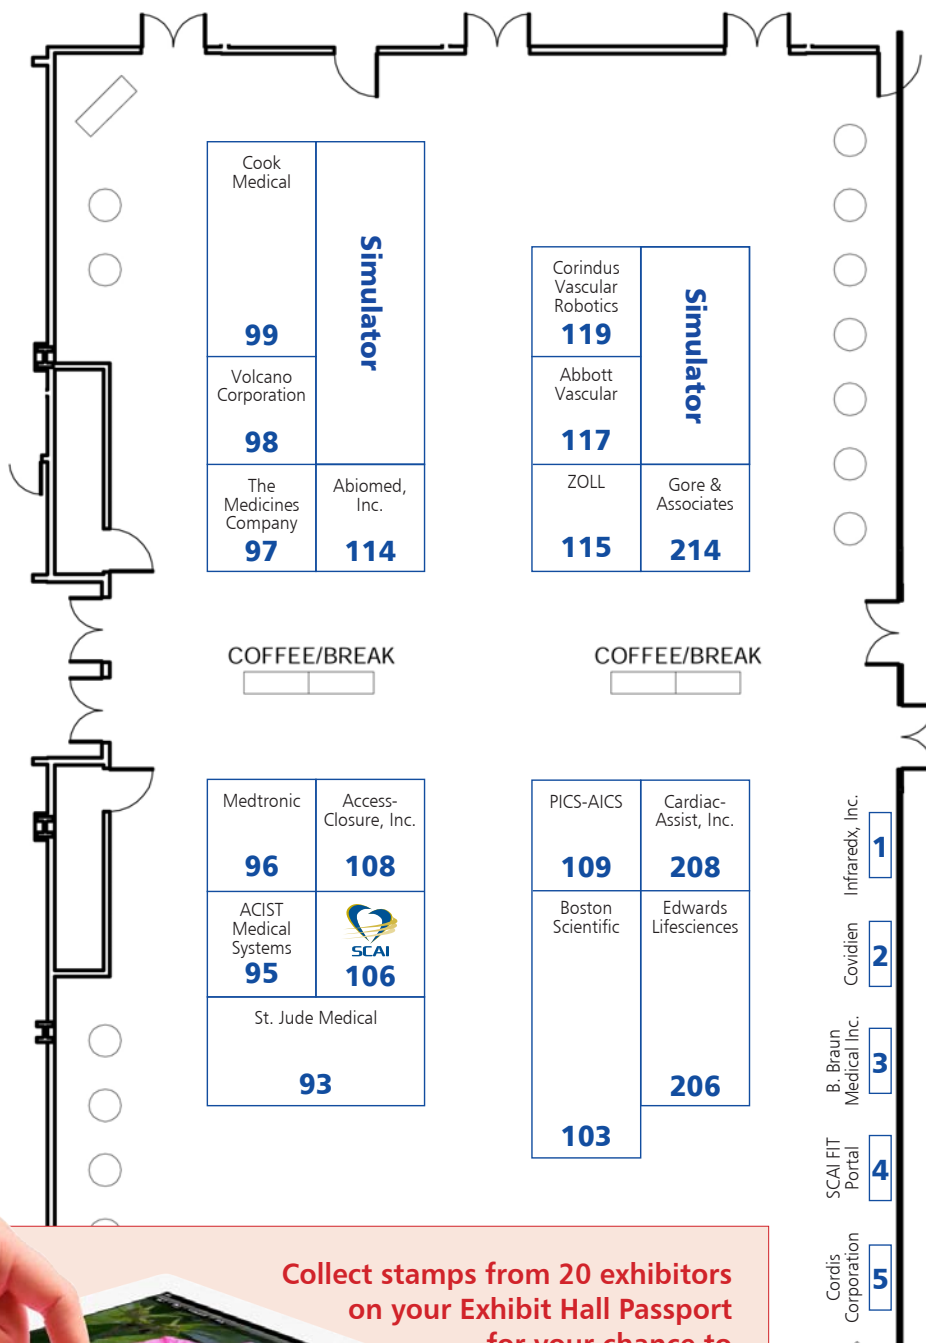 Cook
Medical
99
Simulator
Volcano
Corporation
98
The
Medicines
Company
97
Abiomed,
Inc.
114
Corindus
Vascular
Robotics
119
Simulator
Abbott
Vascular
117
ZOLL
115
Gore &
Associates
214
COFFEE/BREAK
COFFEE/BREAK
Medtronic
96
Access-
Closure, Inc.
108
ACIST
Medical
Systems
95
SCAI
106
St. Jude Medical
93
PICS-AICS
109
Cardiac-
Assist, Inc.
208
Boston
Scientific
103
Edwards
Lifesciences
206
Infraredx, Inc.
1
Covidien
2
B. Braun
Medical Inc.
3
SCAI FIT
Portal
4
Cordis
Corporation
5
Collect stamps from 20 exhibitors
on your Exhibit Hall Passport
for your chance to